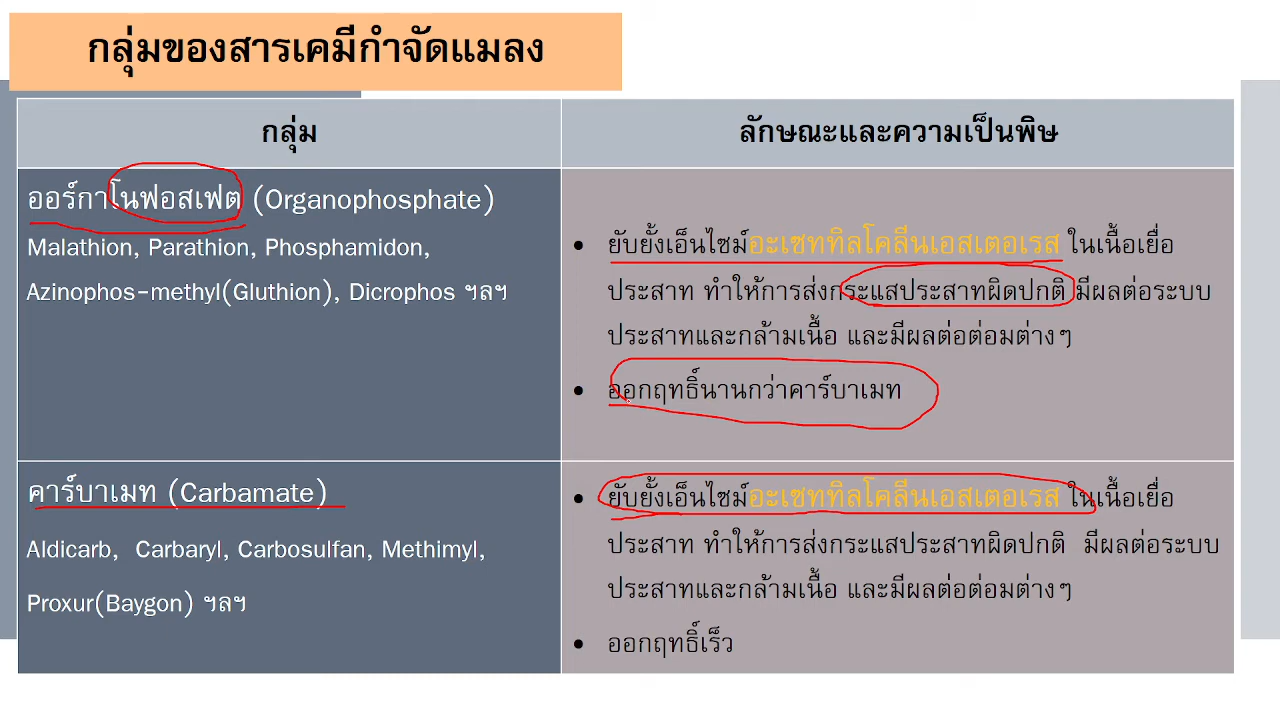 กลุ่มของสารเคมีกำจัดแมลง
กลุ่ม
ลักษณะและความเป็นพิษ
ออร์กาโนฟอสเฟต (Organophosphate)
Malathion, Parathion, Phosphamidon,
Azinophos-methyl(Gluthion), Dicrophos ฯลฯ
• ยับยั้งเอ็นไซม์อะเซททิลโคลีนเอสเตอเรส ในเนื้อเยื่อ
ประสาท ทำให้การส่งกระแสประสาทผิดปกติ มีผลต่อระบบ
ประสาทและกล้ามเนื้อ และมีผลต่อต่อมต่างๆ
• ออกฤทธิ์นานกว่าคาร์บาเมท
คาร์บาเมท (Carbamate)
Aldicarb, Carbaryl, Carbosulfan, Methimyl,
Proxur(Baygon) ฯลฯ
• ยับยั้งเอ็นไซม์อะเซททิลโคลีนเอสเตอเรส ในเนื้อเยื่อ
ประสาท ทำให้การส่งกระแสประสาทผิดปกติ มีผลต่อระบบ
ประสาทและกล้ามเนื้อ และมีผลต่อต่อมต่างๆ
• ออกฤทธิ์เร็ว